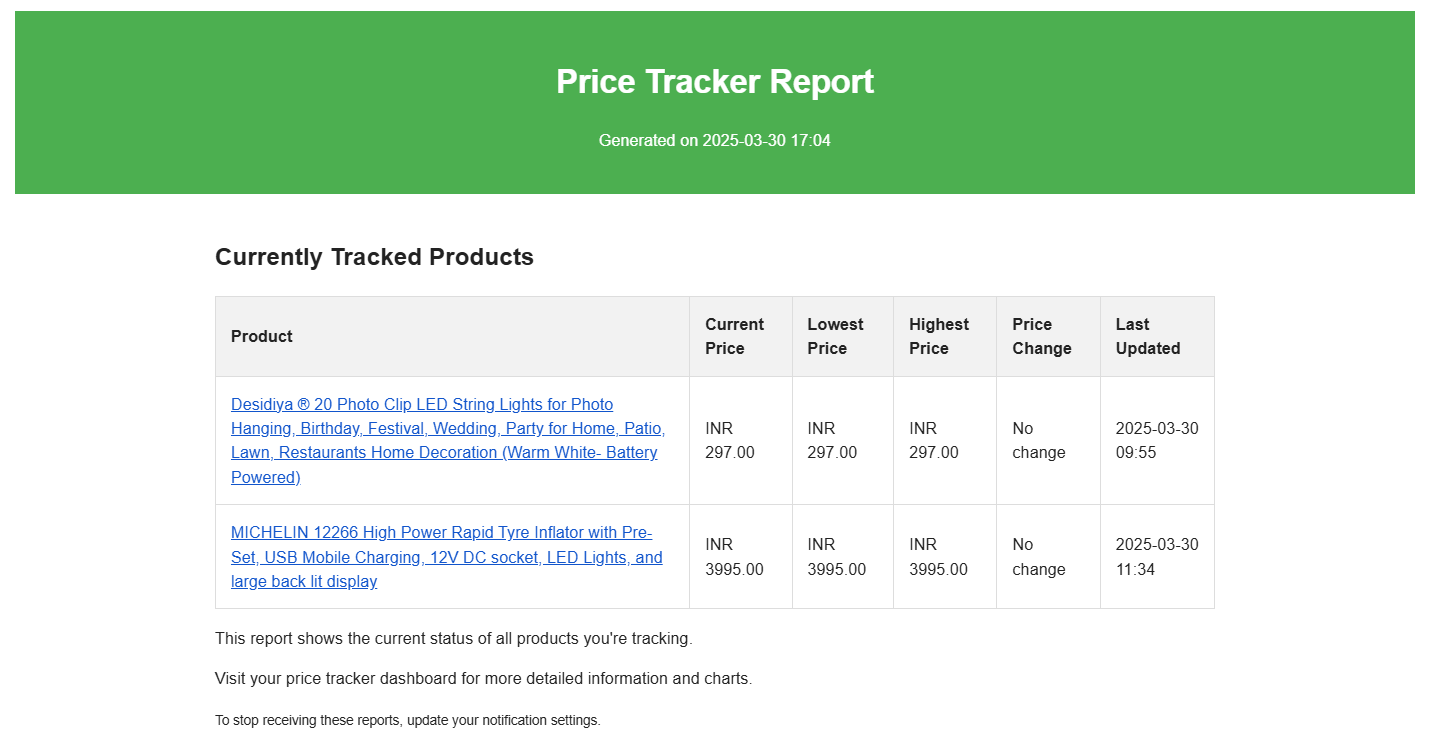 Price Tracker Report
Generated on 2025-03-30 17:04
Currently Tracked Products
Product
Current
Price
Lowest
Price
Highest
Price
Price
Change
Last
Updated
Desidiya ® 20 Photo Clip LED String Lights for Photo
Hanging, Birthday, Festival, Wedding, Party for Home, Patio,
Lawn, Restaurants Home Decoration (Warm White- Battery
Powered)
INR
297.00
INR
297.00
INR
297.00
No
change
2025-03-30
09:55
MICHELIN 12266 High Power Rapid Tyre Inflator with Pre-
Set, USB Mobile Charging, 12V DC socket, LED Lights, and
large back lit display
INR
3995.00
INR
3995.00
INR
3995.00
No
change
2025-03-30
11:34
This report shows the current status of all products you're tracking.
Visit your price tracker dashboard for more detailed information and charts.
To stop receiving these reports, update your notification settings.